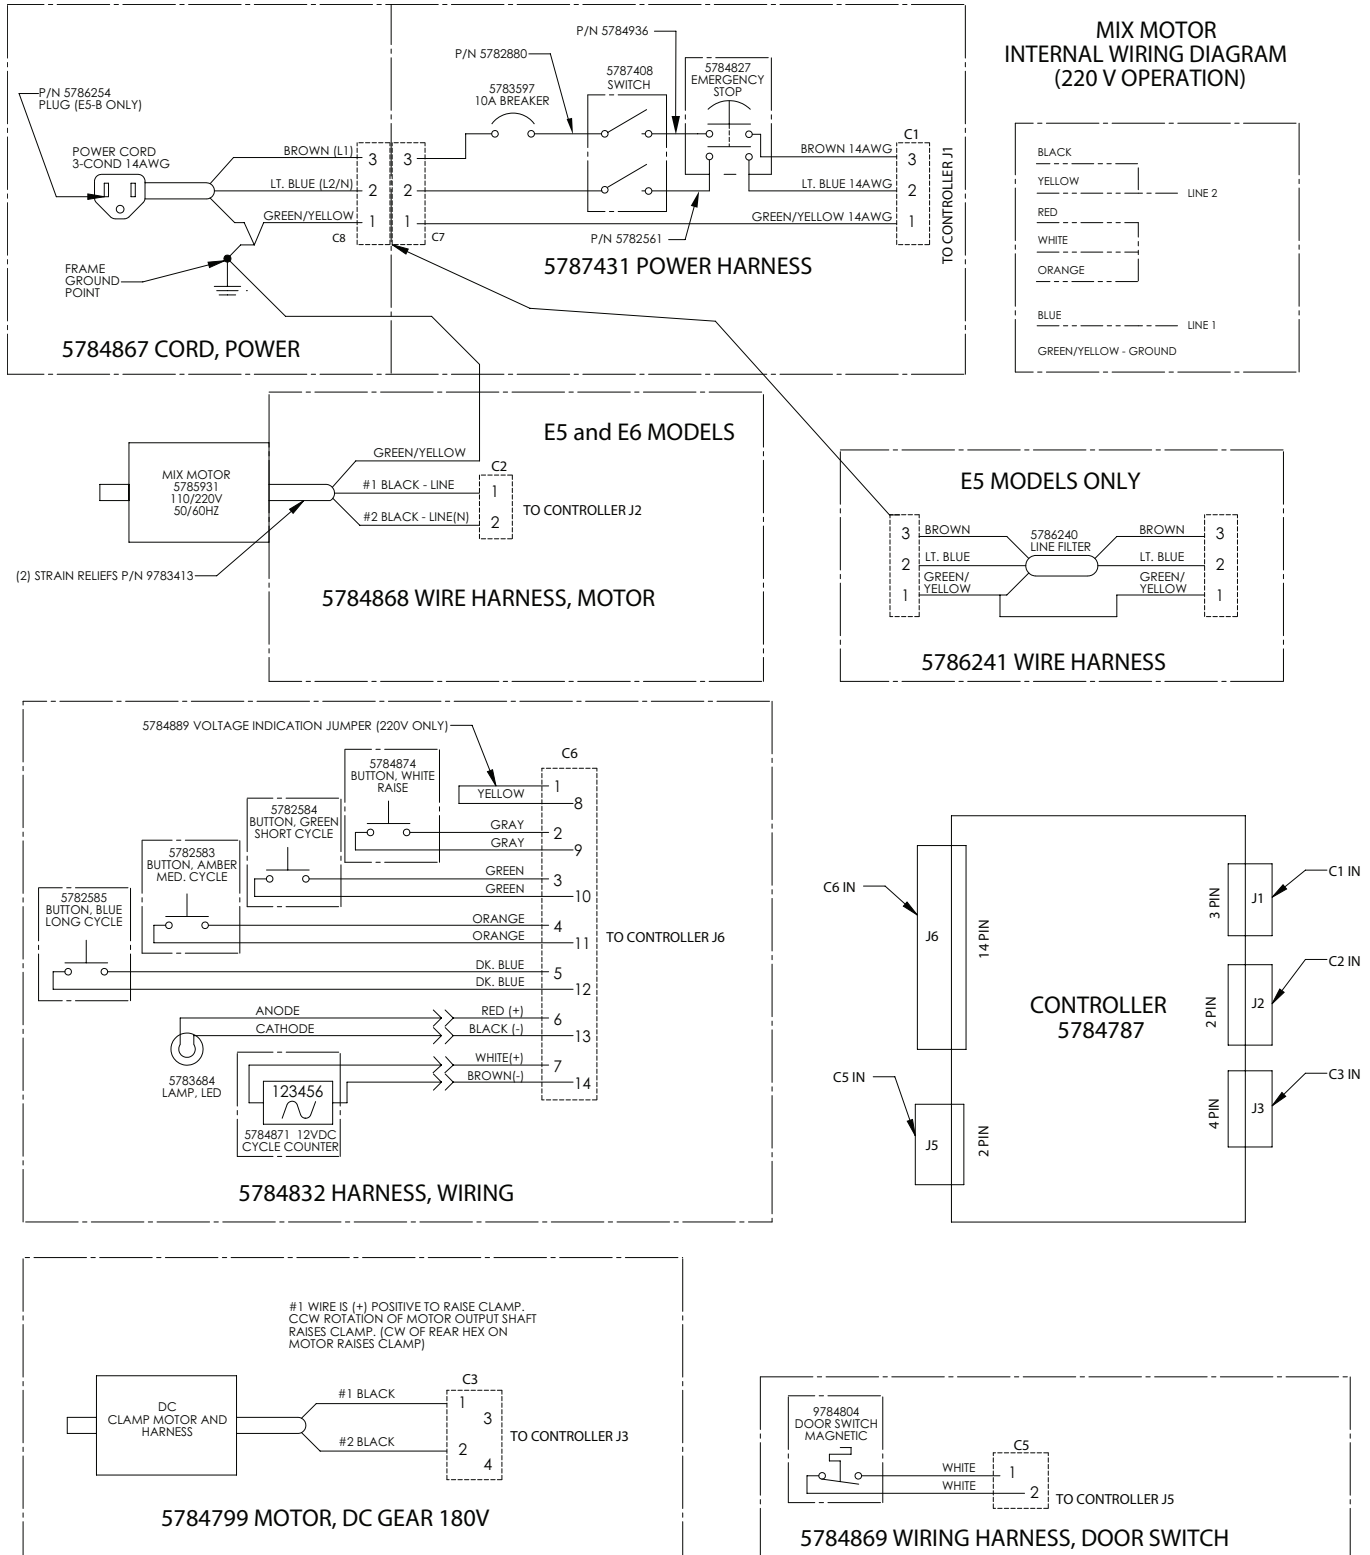 P/N 5786254
PLUG (E5-B ONLY)
POWER CORD
3-COND 14AWG
BROWN (L1)
LT. BLUE (L2/N)
GREEN/YELLOW
3
2
1
C8
3
2
1
C7
FRAME
GROUND
POINT
5784867 CORD, POWER
P/N 5782880
P/N 5784936
5783597
10A BREAKER
5787408
SWITCH
5784827
EMERGENCY
STOP
P/N 5782561
BROWN 14AWG
LT. BLUE 14AWG
GREEN/YELLOW 14AWG
C1
3
2
1
TO CONTROLLER J1
5787431 POWER HARNESS
MIX MOTOR
INTERNAL WIRING DIAGRAM
(220 V OPERATION)
BLACK
YELLOW
LINE 2
RED
WHITE
ORANGE
BLUE
LINE 1
GREEN/YELLOW - GROUND
E5 and E6 MODELS
MIX MOTOR
5785931
110/220V
50/60HZ
GREEN/YELLOW
#1 BLACK - LINE
#2 BLACK - LINE(N)
C2
1
2
TO CONTROLLER J2
(2) STRAIN RELIEFS P/N 9783413
5784868 WIRE HARNESS, MOTOR
E5 MODELS ONLY
3
2
1
BROWN
LT. BLUE
GREEN/
YELLOW
5786240
LINE FILTER
BROWN
LT. BLUE
GREEN/
YELLOW
3
2
1
5786241 WIRE HARNESS
5784889 VOLTAGE INDICATION JUMPER (220V ONLY)
C6
5784874
BUTTON, WHITE
RAISE
5782584
BUTTON, GREEN
SHORT CYCLE
5782583
BUTTON, AMBER
MED. CYCLE
5782585
BUTTON, BLUE
LONG CYCLE
YELLOW
1
8
GRAY
2
GRAY
9
GREEN
3
GREEN
10
ORANGE
4
ORANGE
11
DK. BLUE
5
DK. BLUE
12
ANODE
RED (+)
6
CATHODE
BLACK (-)
13
WHITE(+)
7
BROWN(-)
14
TO CONTROLLER J6
5783684
LAMP, LED
123456
5784871 12VDC
CYCLE COUNTER
5784832 HARNESS, WIRING
C6 IN
J6
14 PIN
C5 IN
J5
2 PIN
CONTROLLER
5784787
3 PIN
J1
C1 IN
2 PIN
J2
C2 IN
4 PIN
J3
C3 IN
#1 WIRE IS (+) POSITIVE TO RAISE CLAMP.
CCW ROTATION OF MOTOR OUTPUT SHAFT
RAISES CLAMP. (CW OF REAR HEX ON
MOTOR RAISES CLAMP)
DC
CLAMP MOTOR AND
HARNESS
#1 BLACK
#2 BLACK
C3
1
3
2
4
TO CONTROLLER J3
5784799 MOTOR, DC GEAR 180V
9784804
DOOR SWITCH
MAGNETIC
WHITE
WHITE
C5
1
2
TO CONTROLLER J5
5784869 WIRING HARNESS, DOOR SWITCH